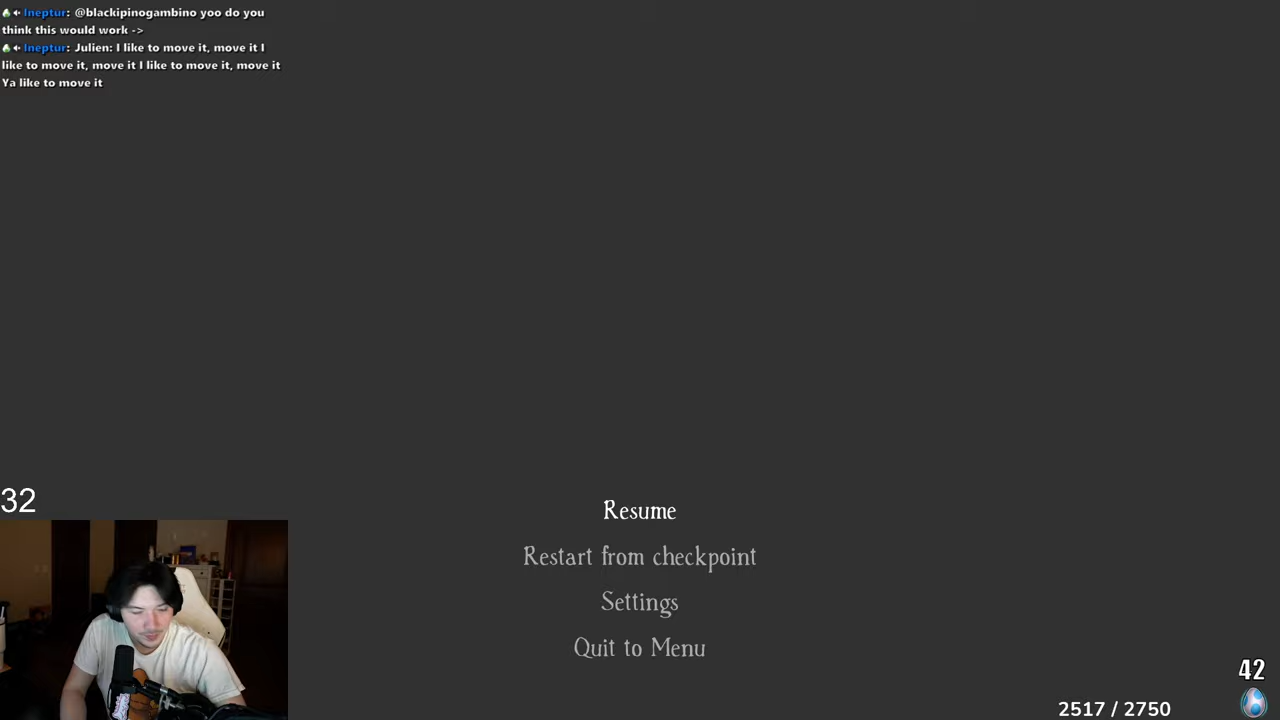 Ineptur: @blackipinogambino yoo do you
think this would work ->
Ineptur: Julien: I like to move it, move it I
like to move it, move it I like to move it, move it
Ya like to move it
32
Resume
Restart from checkpoint
Settings
Quit to Menu
42
2517 / 2750